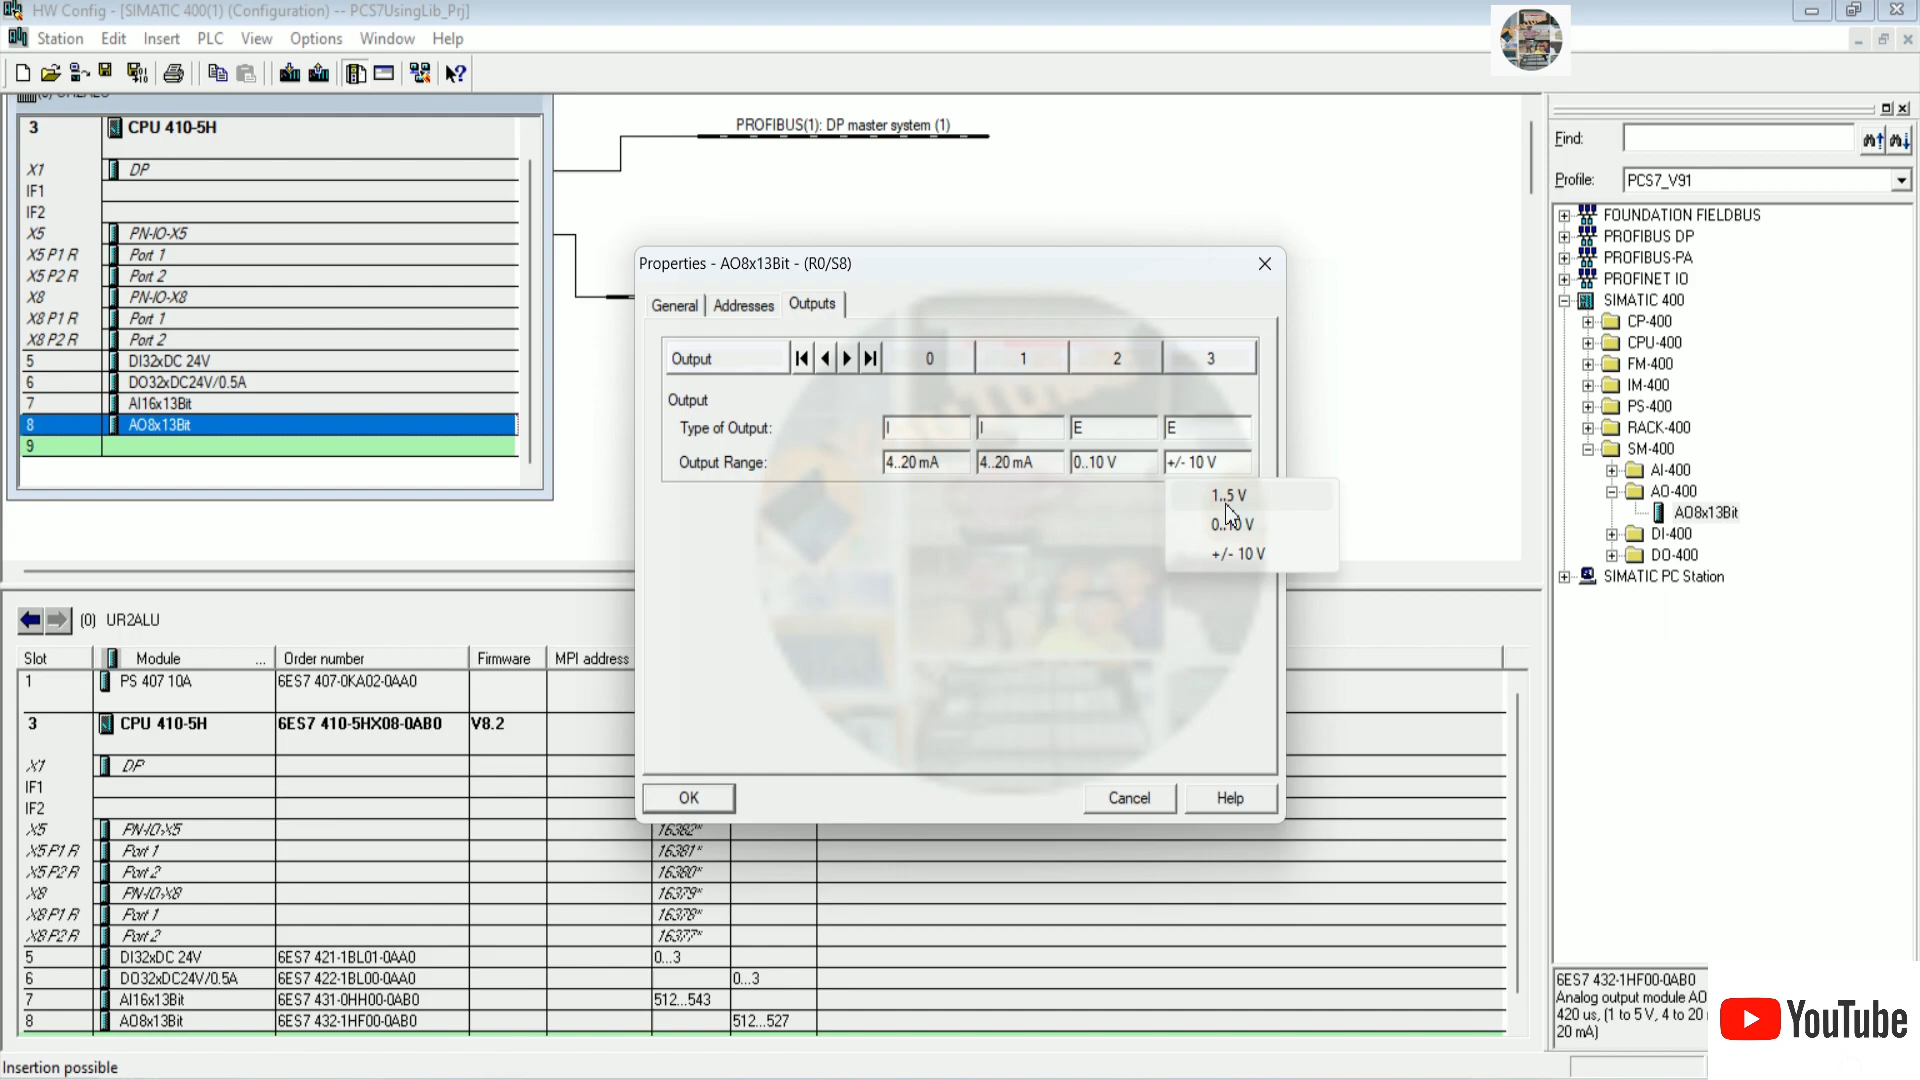 HW Config - [SIMATIC 400(1) (Configuration) -- PCS7UsingLib_Prj]
Station Edit Insert PLC View Options Window Help
3 CPU 410-5H
X1 DP
IF1
IF2
X5 PN-IO-X5
X5 P1 R Port 1
X5 P2 R Port 2
X8 PN-IO-X8
X8 P1 R Port 1
X8 P2 R Port 2
5 DI32xDC 24V
6 DO32xDC24V/0.5A
7 AI16x13Bit
8 AO8x13Bit
9
PROFIBUS(1): DP master system (1)
Properties - AO8x13Bit - (R0/S8)
General Addresses Outputs
Output 0 1 2 3
Output
Type of Output: I I E E
Output Range: 4..20 mA 4..20 mA 0..10 V +/- 10 V
1..5 V
0..10 V
+/- 10 V
OK Cancel Help
Find:
Profile: PCS7_V91
FOUNDATION FIELDBUS
PROFIBUS DP
PROFIBUS-PA
PROFINET IO
SIMATIC 400
CP-400
CPU-400
FM-400
IM-400
PS-400
RACK-400
SM-400
AI-400
AO-400
AO8x13Bit
DI-400
DO-400
SIMATIC PC Station
(0) UR2ALU
Slot Module ... Order number Firmware MPI address
1 PS 407 10A 6ES7 407-0KA02-0AA0
3 CPU 410-5H 6ES7 410-5HX08-0AB0 V8.2
X1 DP
IF1
IF2
X5 PN-IO-X5 16382*
X5 P1 R Port 1 16381*
X5 P2 R Port 2 16380*
X8 PN-IO-X8 16379*
X8 P1 R Port 1 16378*
X8 P2 R Port 2 16377*
5 DI32xDC 24V 6ES7 421-1BL01-0AA0 0...3
6 DO32xDC24V/0.5A 6ES7 422-1BL00-0AA0 0...3
7 AI16x13Bit 6ES7 431-0HH00-0AB0 512...543
8 AO8x13Bit 6ES7 432-1HF00-0AB0 512...527
6ES7 432-1HF00-0AB0
Analog output module AO
420 us, (1 to 5 V, 4 to 20
20 mA)
YouTube
Insertion possible